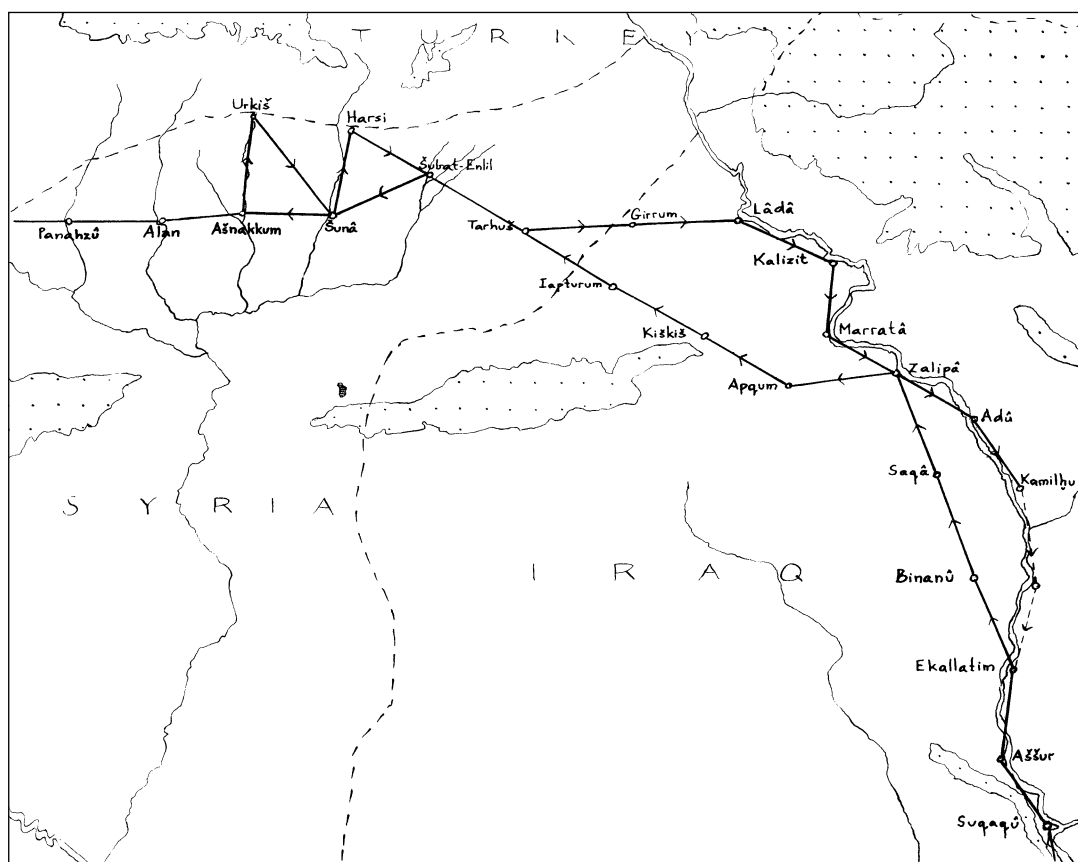 TURKEY
Urkiš
Harsi
Šubat-Enlil
Panahzû
Alan
Ašnakkum
Šunâ
Tarhuš
Girrum
Lâdâ
Kalizit
Iapturum
Kiškiš
Marratâ
Apqum
Zalipâ
Adû
Saqâ
Kamilḫu
SYRIA
IRAQ
Binanû
Ekallatim
Aššur
Suqaqû